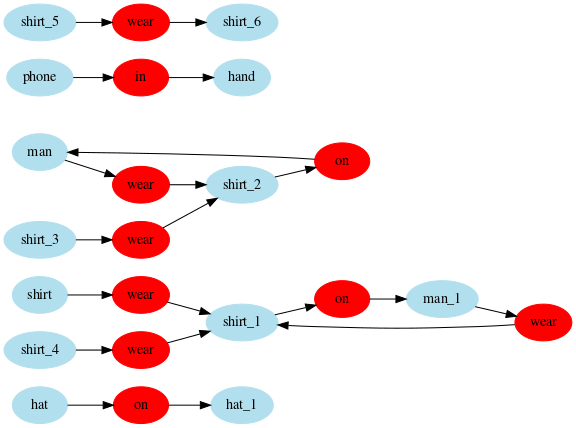 shirt_5 wear shirt_6
phone in hand
man wear shirt_2 on
shirt_3 wear
shirt wear shirt_1 on man_1 wear
shirt_4 wear
hat on hat_1